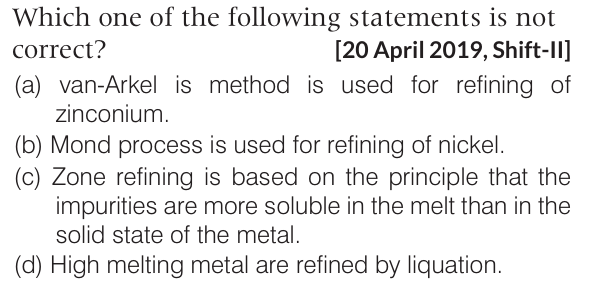 Which one of the following statements is not
correct? [20 April 2019, Shift-II]
(a) van-Arkel is method is used for refining of
zinconium.
(b) Mond process is used for refining of nickel.
(c) Zone refining is based on the principle that the
impurities are more soluble in the melt than in the
solid state of the metal.
(d) High melting metal are refined by liquation.